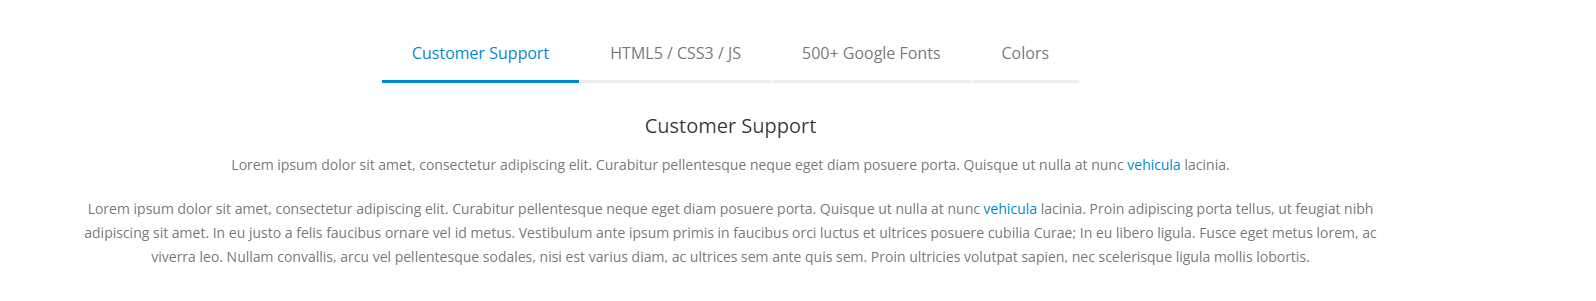 Customer Support HTML5 / CSS3 / JS 500+ Google Fonts Colors
Customer Support
Lorem ipsum dolor sit amet, consectetur adipiscing elit. Curabitur pellentesque neque eget diam posuere porta. Quisque ut nulla at nunc vehicula lacinia.
Lorem ipsum dolor sit amet, consectetur adipiscing elit. Curabitur pellentesque neque eget diam posuere porta. Quisque ut nulla at nunc vehicula lacinia. Proin adipiscing porta tellus, ut feugiat nibh
adipiscing sit amet. In eu justo a felis faucibus ornare vel id metus. Vestibulum ante ipsum primis in faucibus orci luctus et ultrices posuere cubilia Curae; In eu libero ligula. Fusce eget metus lorem, ac
viverra leo. Nullam convallis, arcu vel pellentesque sodales, nisi est varius diam, ac ultrices sem ante quis sem. Proin ultricies volutpat sapien, nec scelerisque ligula mollis lobortis.